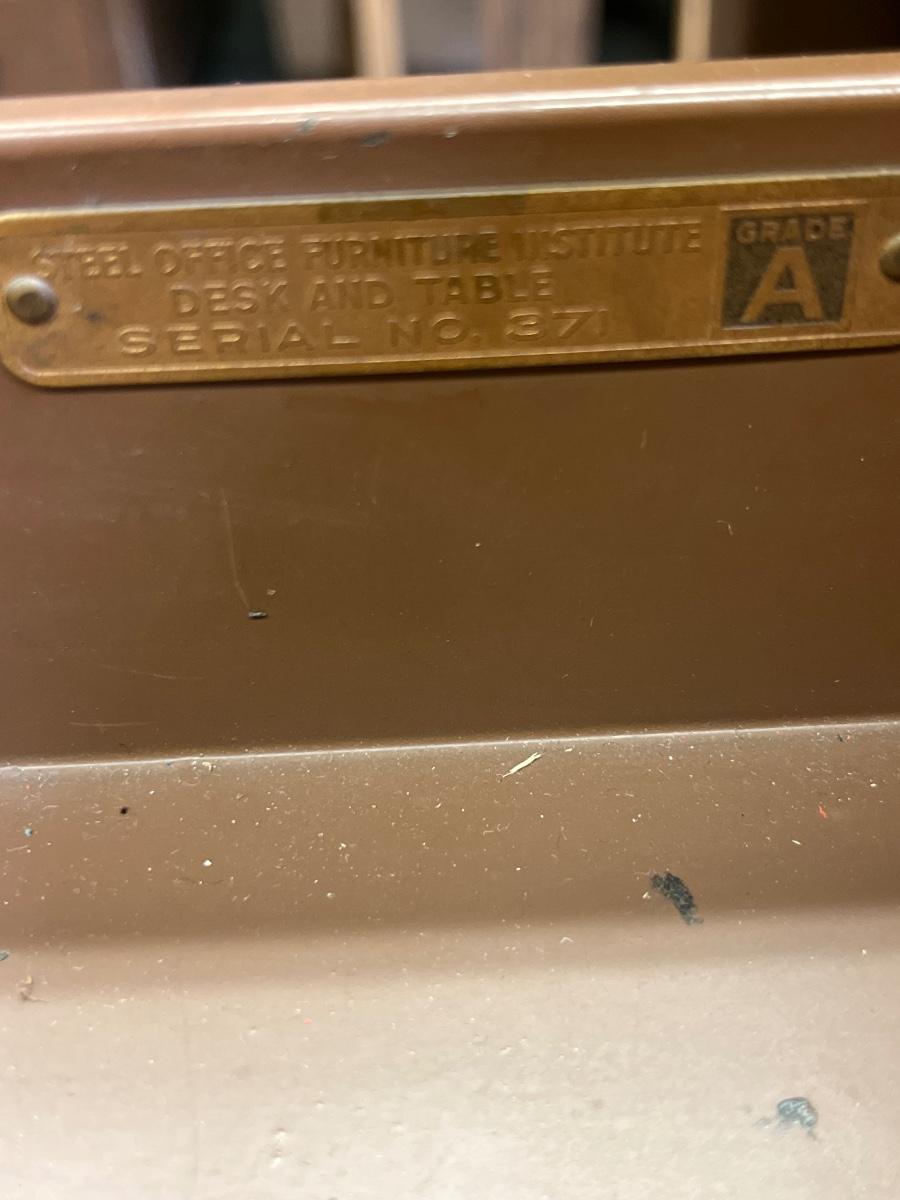 STEEL OFFICE FURNITURE INSTITUTE
DESK AND TABLE
SERIAL NO. 371
GRADE
A